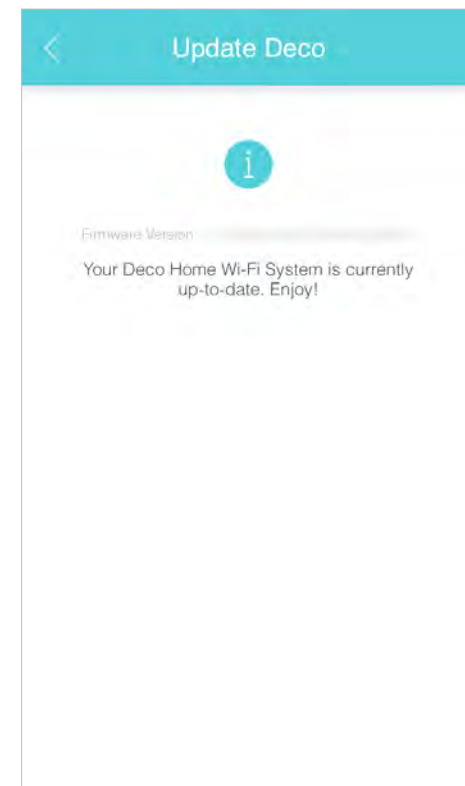 Update Deco
i
Firmware Version
Your Deco Home Wi-Fi System is currently
up-to-date. Enjoy!